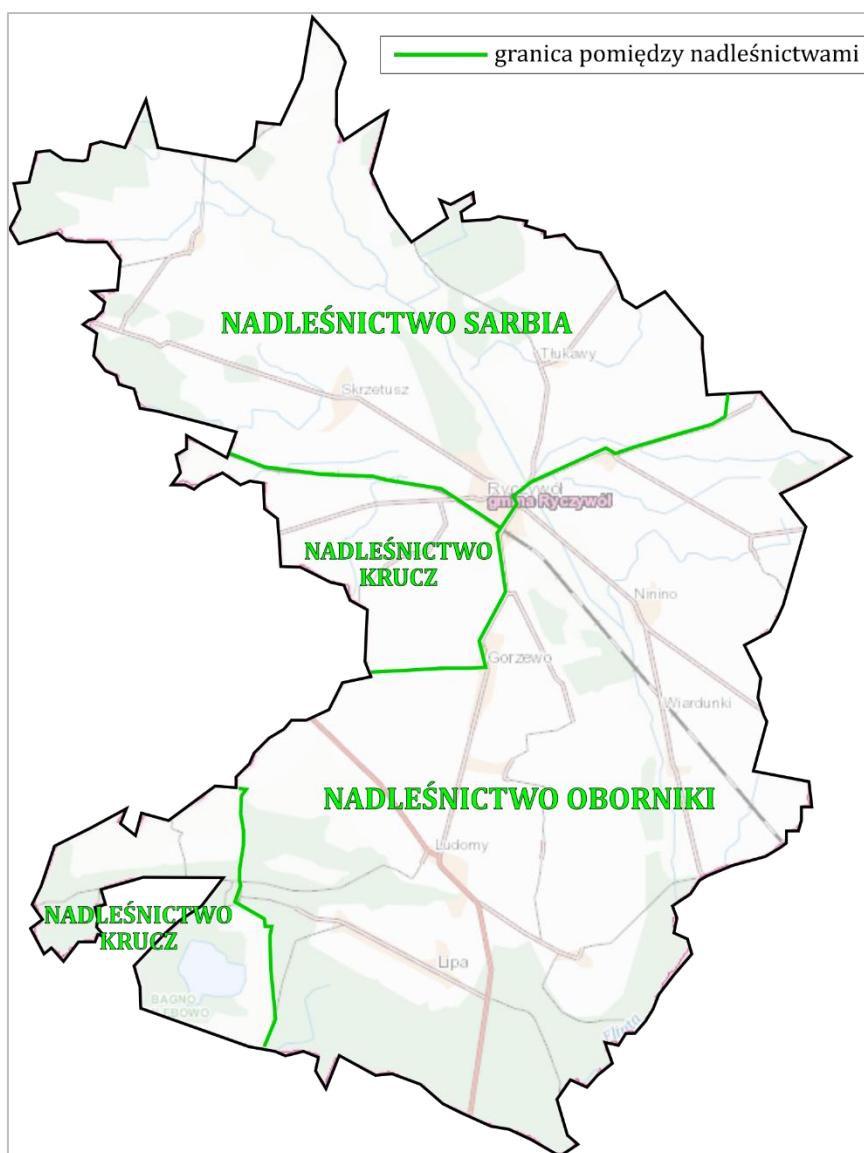 granica pomiędzy nadleśnictwami
NADLEŚNICTWO SARBIA
Tłukawy
Skrzetusz
Ryczywół
gmina Ryczywół
NADLEŚNICTWO
KRUCZ
Ninino
Gorzewo
Wiardunki
NADLEŚNICTWO OBORNIKI
Ludomy
NADLEŚNICTWO
KRUCZ
Lipa
BAGNO
Flinta